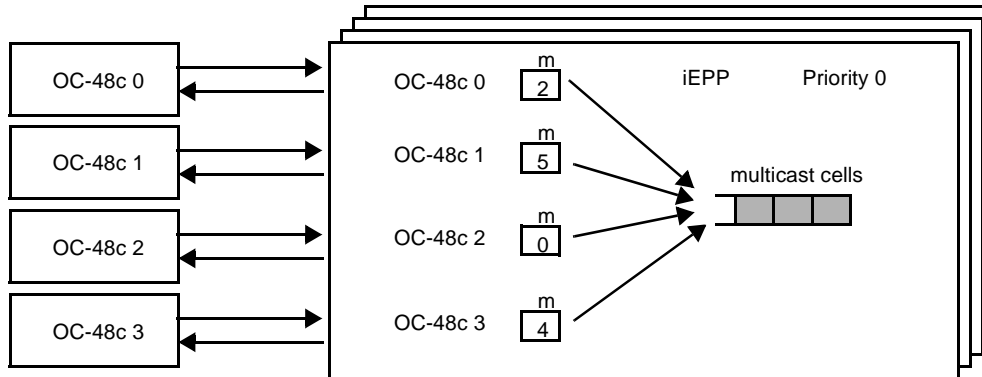 OC-48c 0
OC-48c 1
OC-48c 2
OC-48c 3
OC-48c 0
m
2
iEPP
Priority 0
OC-48c 1
m
5
multicast cells
OC-48c 2
m
0
OC-48c 3
m
4